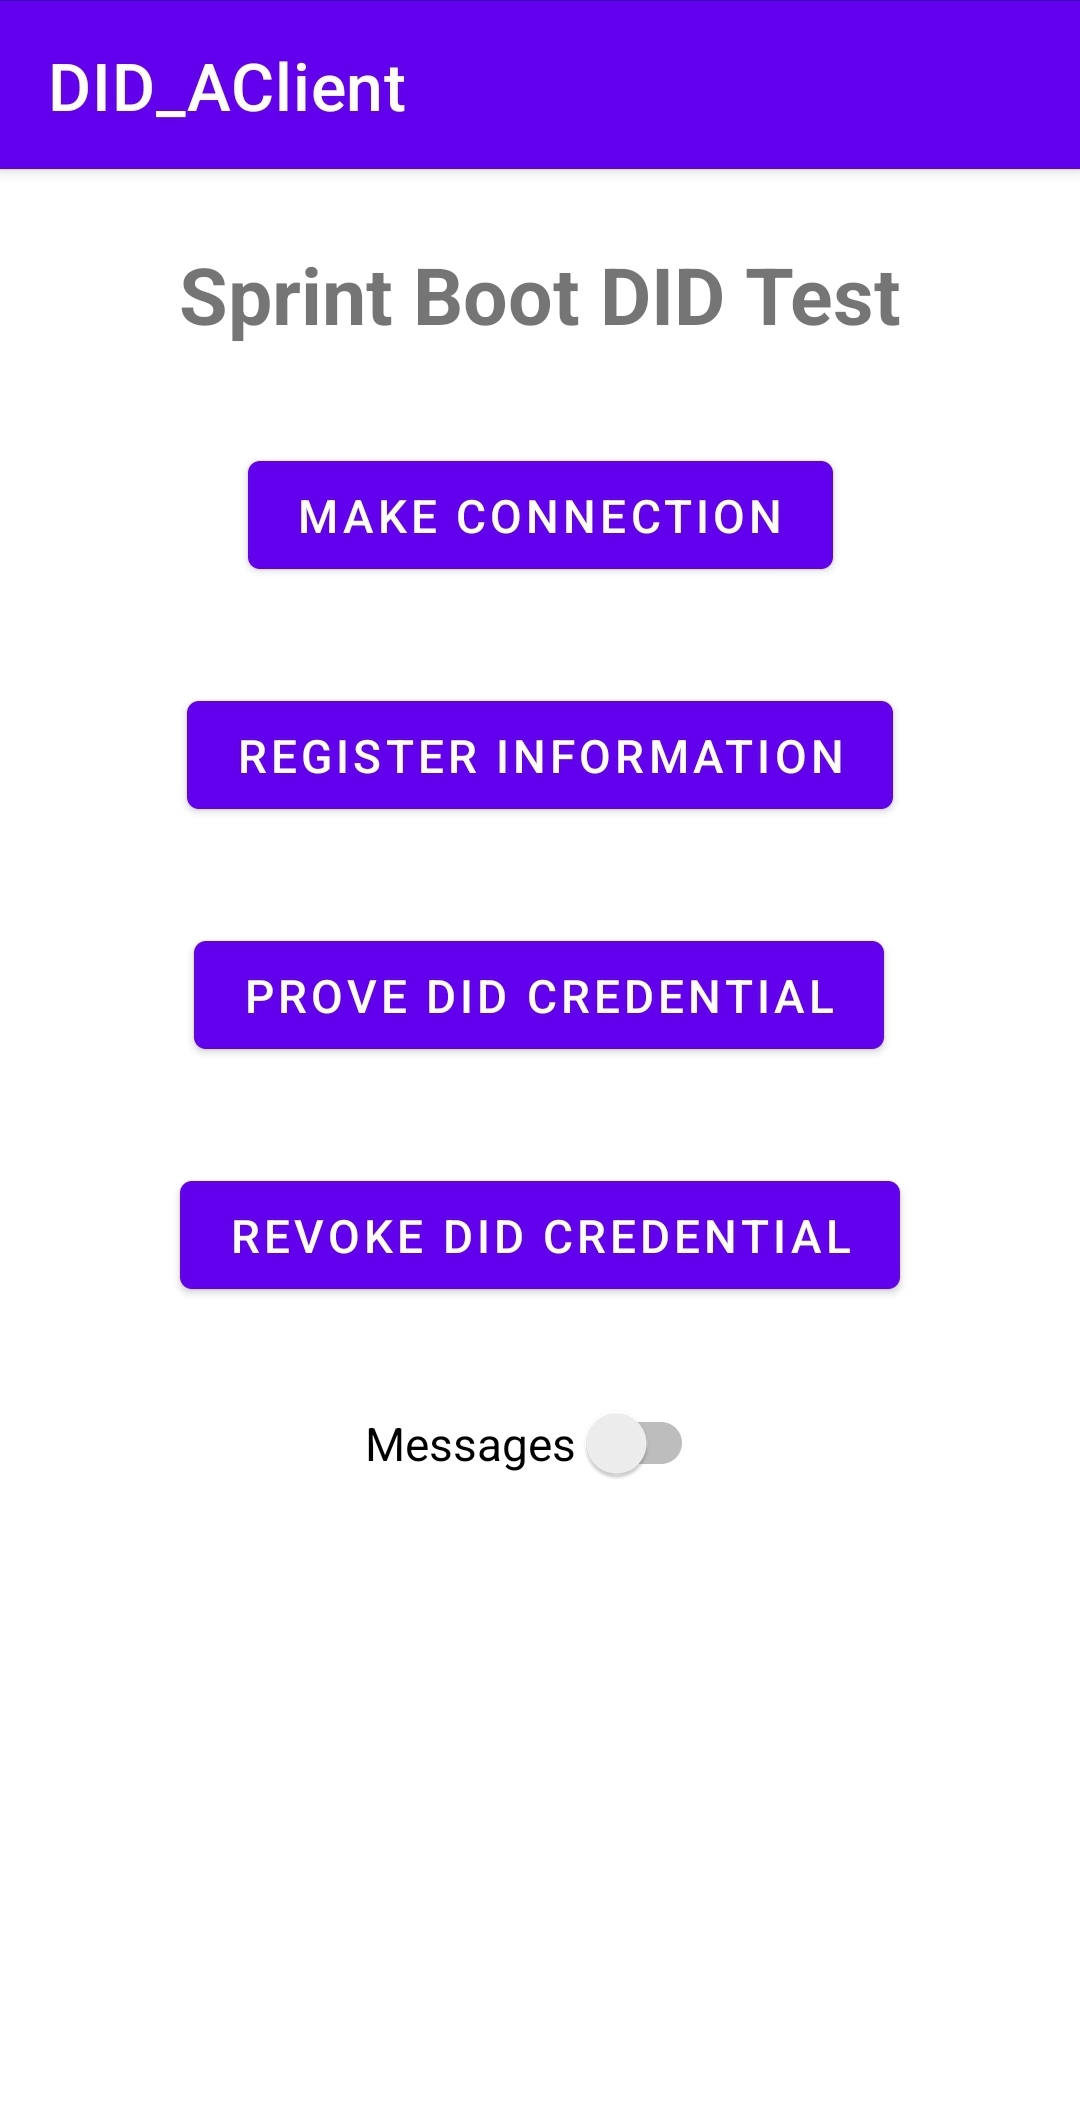 DID_AClient
Sprint Boot DID Test
MAKE CONNECTION
REGISTER INFORMATION
PROVE DID CREDENTIAL
REVOKE DID CREDENTIAL
Messages